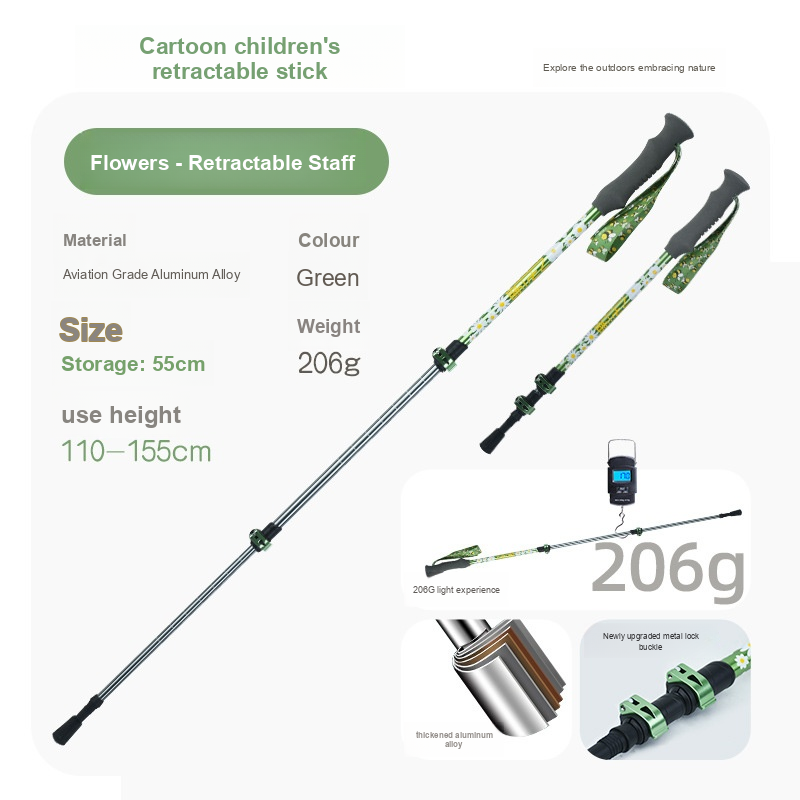 Cartoon children's
retractable stick
Explore the outdoors embracing nature
Flowers - Retractable Staff
Material
Colour
Aviation Grade Aluminum Alloy
Green
Size
Weight
Storage: 55cm
206g
use height
110—155cm
206g
206G light experience
Newly upgraded metal lock
buckle
thickened aluminum
alloy